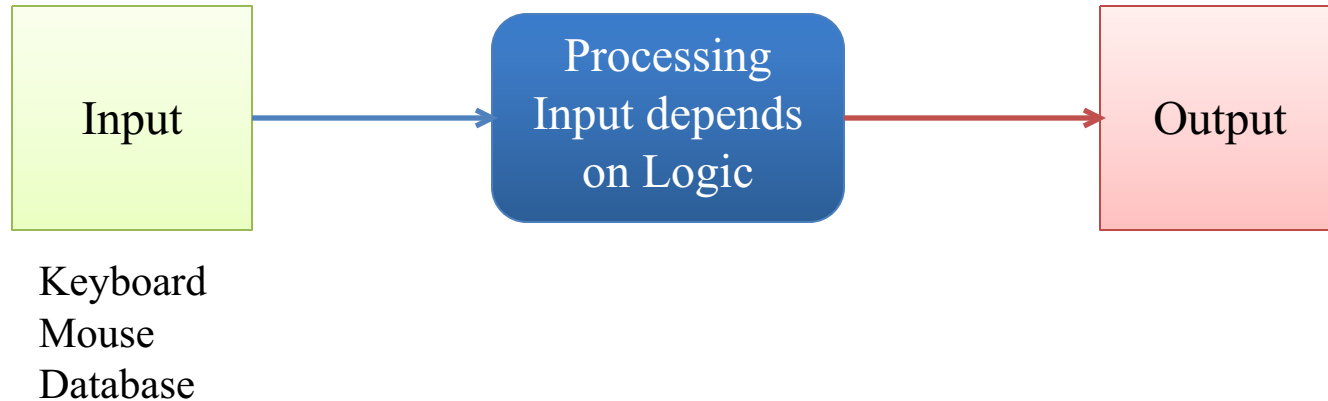 Input
Processing
Input depends
on Logic
Output
Keyboard
Mouse
Database